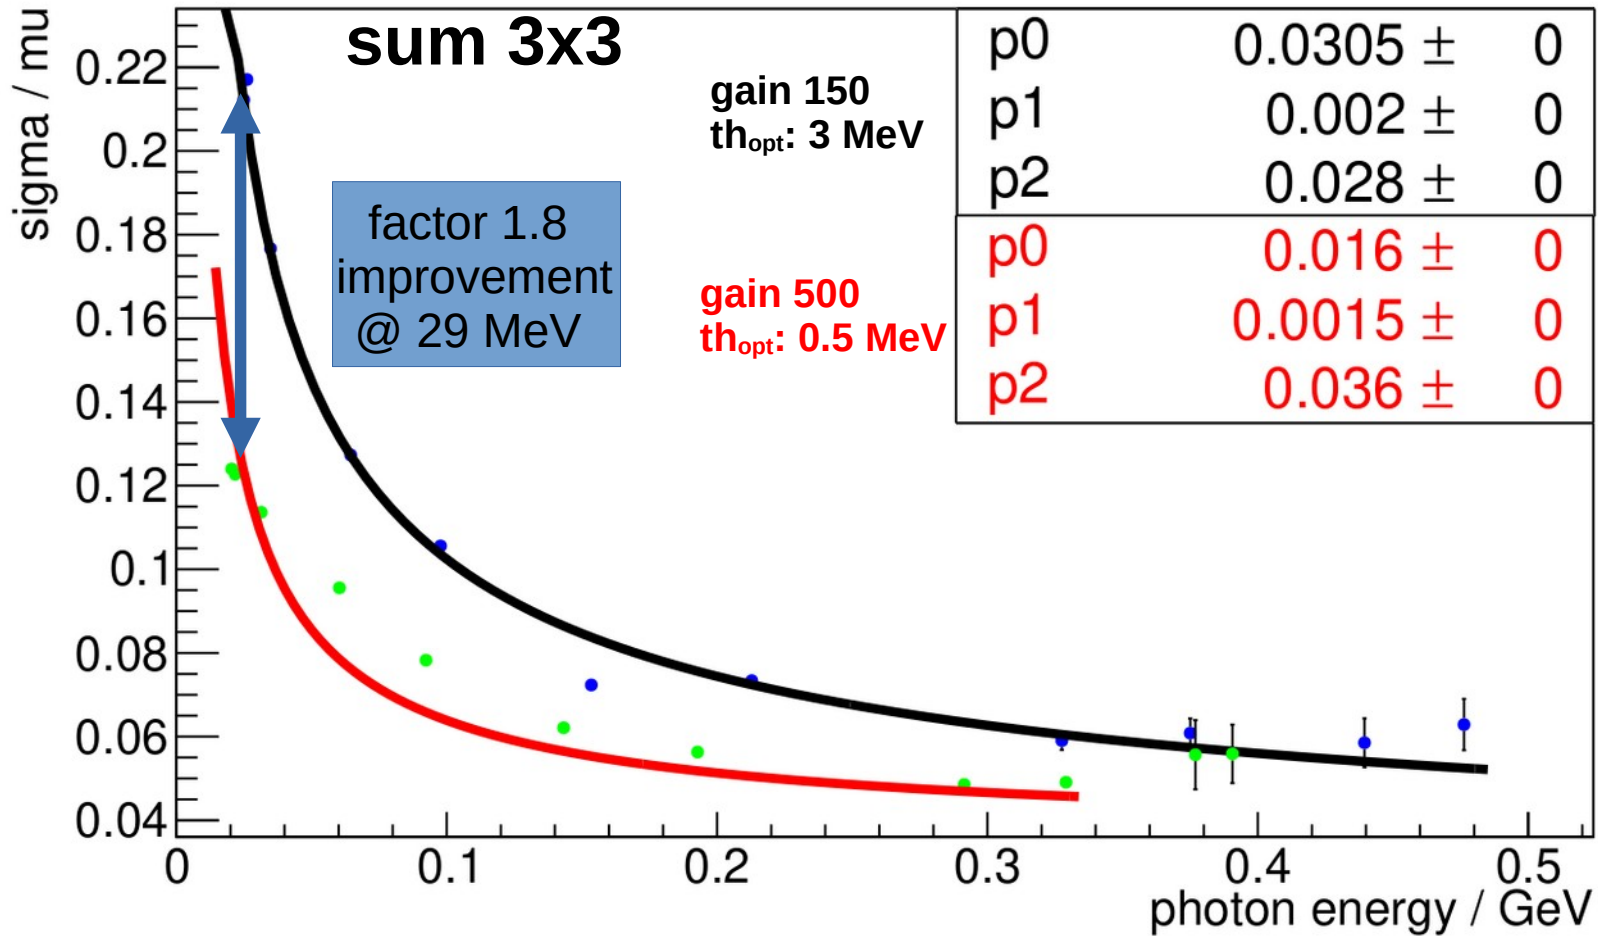 sum 3x3
sigma / mu
0.22
0.2
0.18
0.16
0.14
0.12
0.1
0.08
0.06
0.04
gain 150
thopt: 3 MeV
factor 1.8
improvement
@ 29 MeV
gain 500
thopt: 0.5 MeV
p0 0.0305 ± 0
p1 0.002 ± 0
p2 0.028 ± 0
p0 0.016 ± 0
p1 0.0015 ± 0
p2 0.036 ± 0
0 0.1 0.2 0.3 0.4 0.5
photon energy / GeV